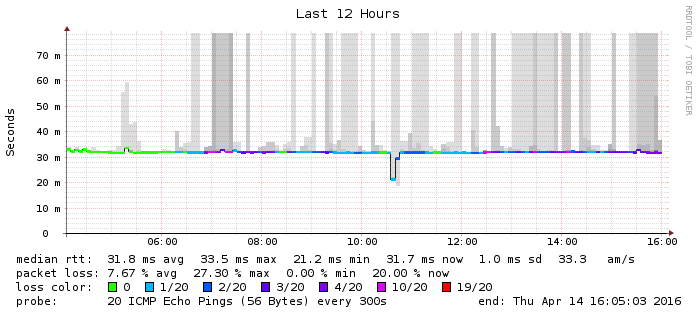 Last 12 Hours
RRDTOOL / TOBI OETIKER
Seconds
70 m
60 m
50 m
40 m
30 m
20 m
10 m
0
06:00 08:00 10:00 12:00 14:00 16:00
median rtt: 31.8 ms avg 33.5 ms max 21.2 ms min 31.7 ms now 1.0 ms sd 33.3 am/s
packet loss: 7.67 % avg 27.30 % max 0.00 % min 20.00 % now
loss color: 0 1/20 2/20 3/20 4/20 10/20 19/20
probe: 20 ICMP Echo Pings (56 Bytes) every 300s end: Thu Apr 14 16:05:03 2016